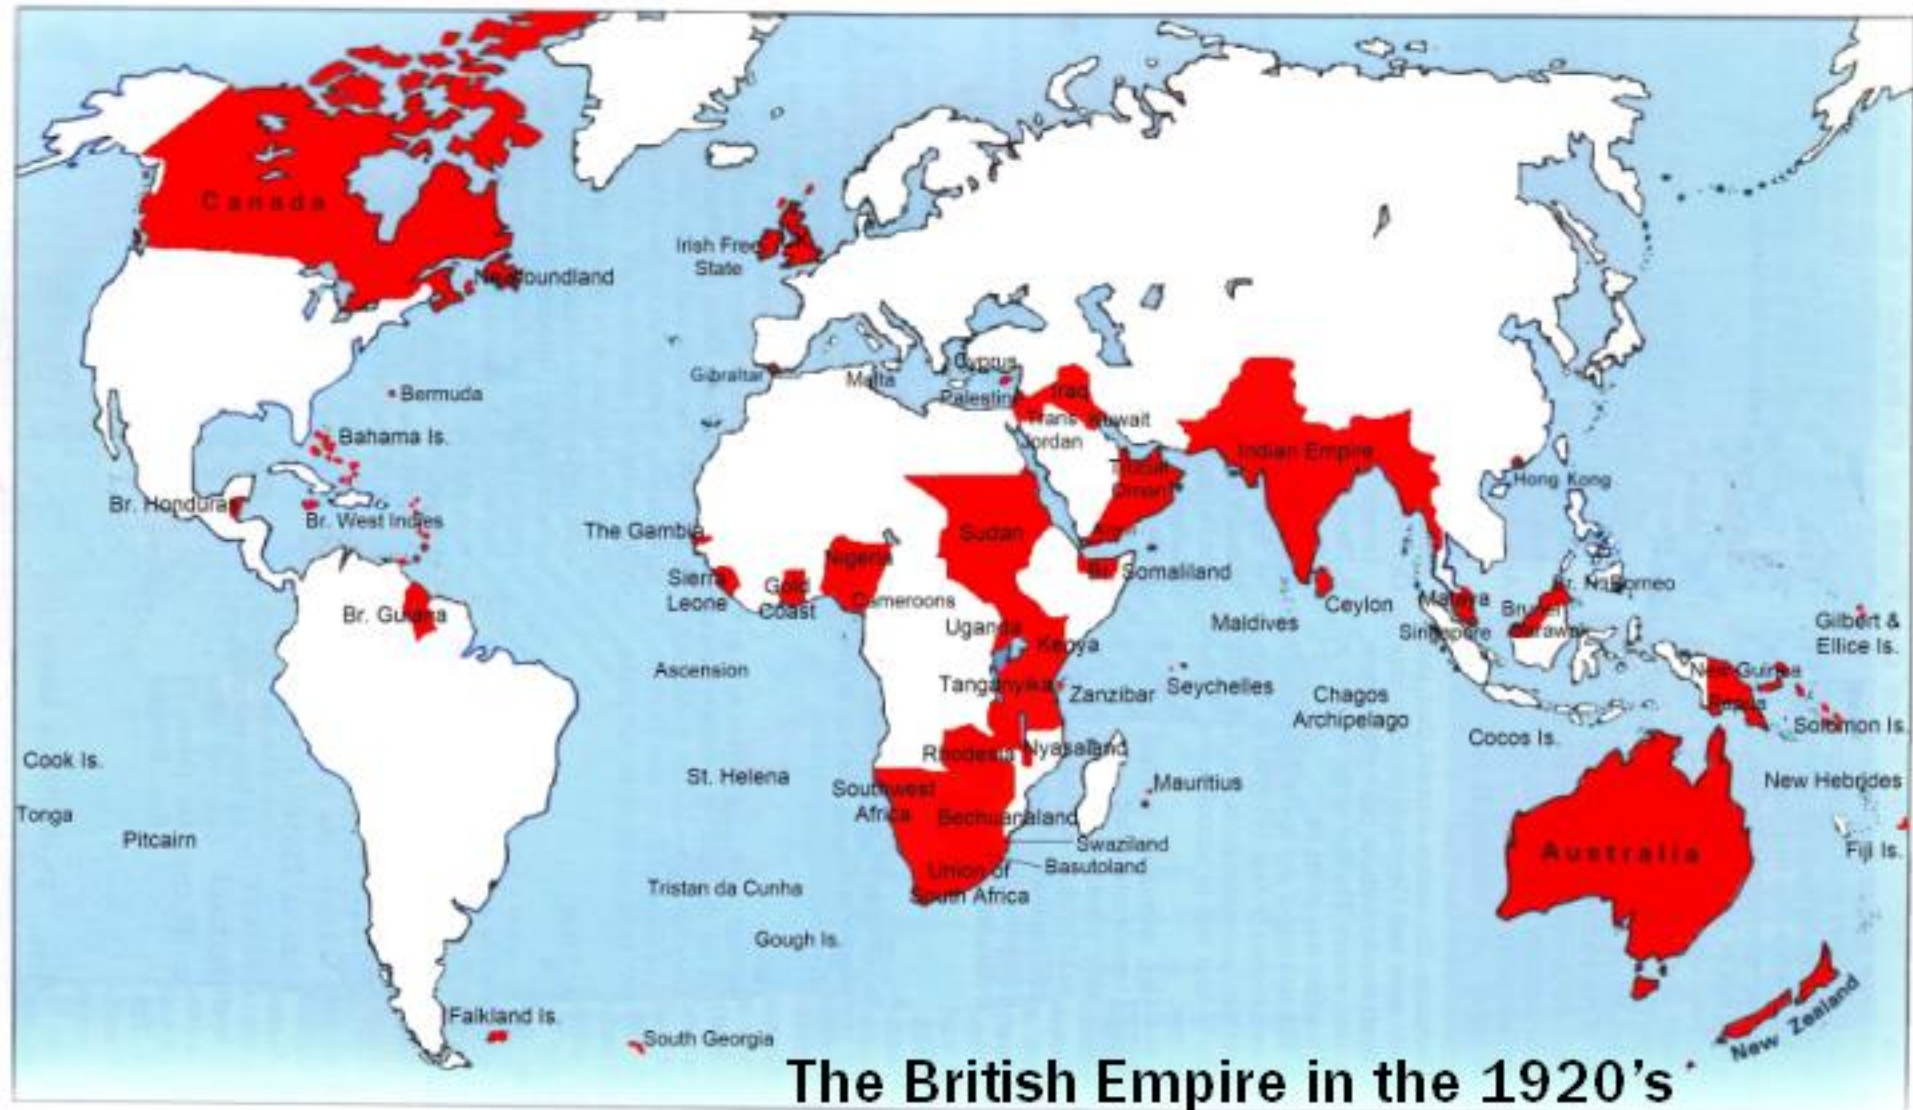 Canada
Newfoundland
Irish Free
State
Gibraltar
Malta
Cyprus
Palestine
Iraq
Trans
Jordan
Kuwait
Bermuda
Bahama Is.
Br. Honduras
Br. West Indies
Br. Guiana
The Gambia
Sierra
Leone
Gold
Coast
Nigeria
Cameroons
Sudan
Trucial
Oman
Br. Somaliland
Uganda
Kenya
Tanganyika
Zanzibar
Indian Empire
Hong Kong
Ceylon
Maldives
Malaya
Singapore
Brunei
Sarawak
Br. N. Borneo
Gilbert &
Ellice Is.
Ascension
Seychelles
Chagos
Archipelago
Cocos Is.
New Guinea
Papua
Solomon Is.
Cook Is.
Tonga
Pitcairn
St. Helena
Rhodesia
Nyasaland
Southwest
Africa
Bechuanaland
Mauritius
Swaziland
Basutoland
Union of
South Africa
New Hebrides
Fiji Is.
Australia
Tristan da Cunha
Gough Is.
Falkland Is.
South Georgia
New Zealand
The British Empire in the 1920's